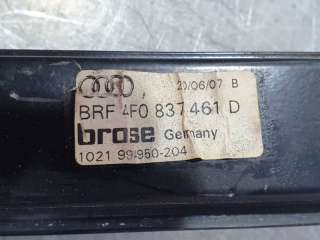 20/06/07 B
BRF 4F0 837 461 D
brose Germany
1021 99/950-204